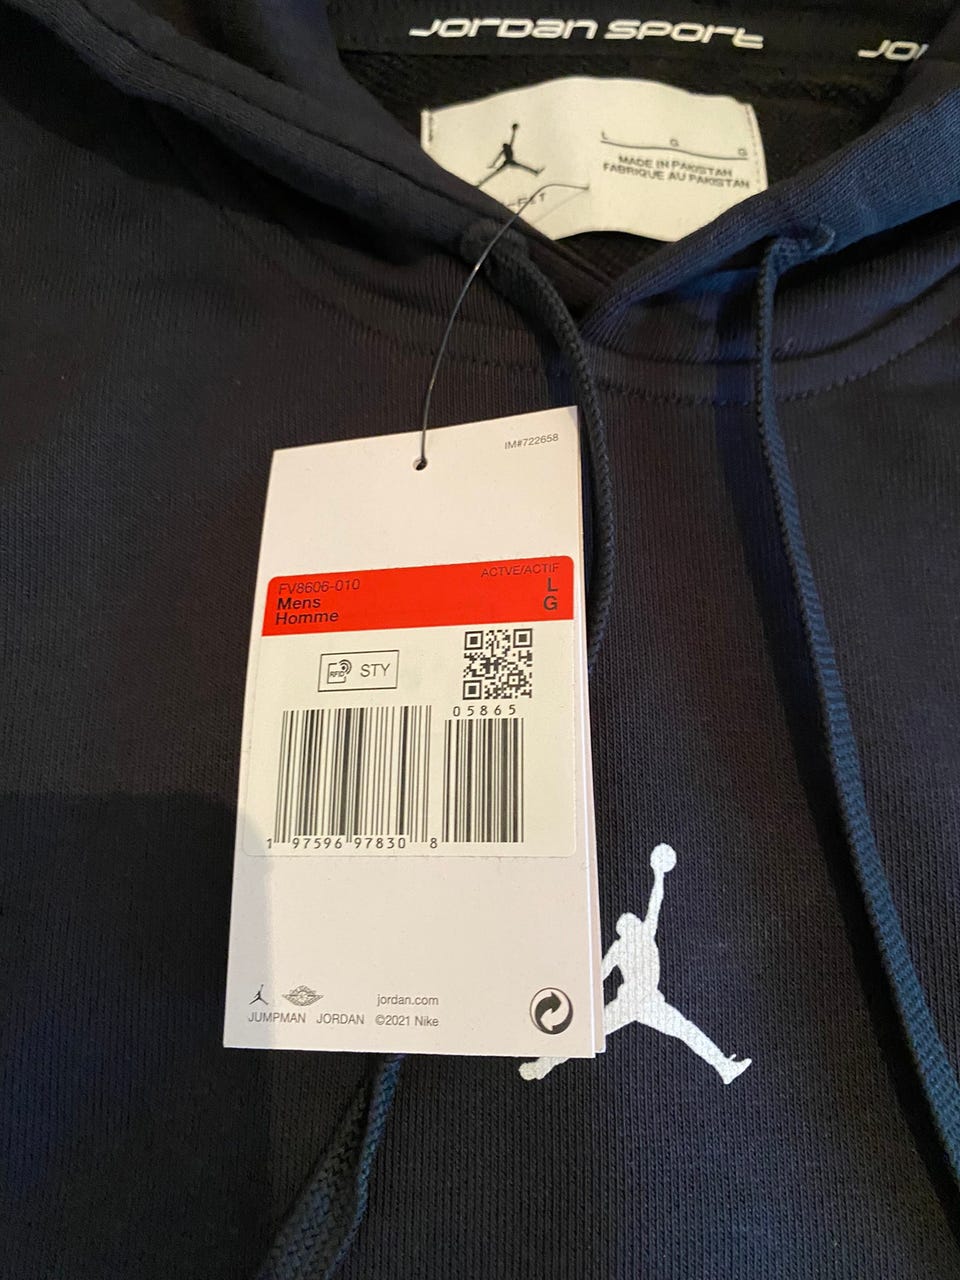 Jordan Sport
L G G
MADE IN PAKISTAN
FABRIQUE AU PAKISTAN
IM#722658
FV8606-010
ACTVE/ACTIF
Mens
L
Homme
G
RFID
STY
05865
1 97596 97830 8
jordan.com
JUMPMAN JORDAN ©2021 Nike